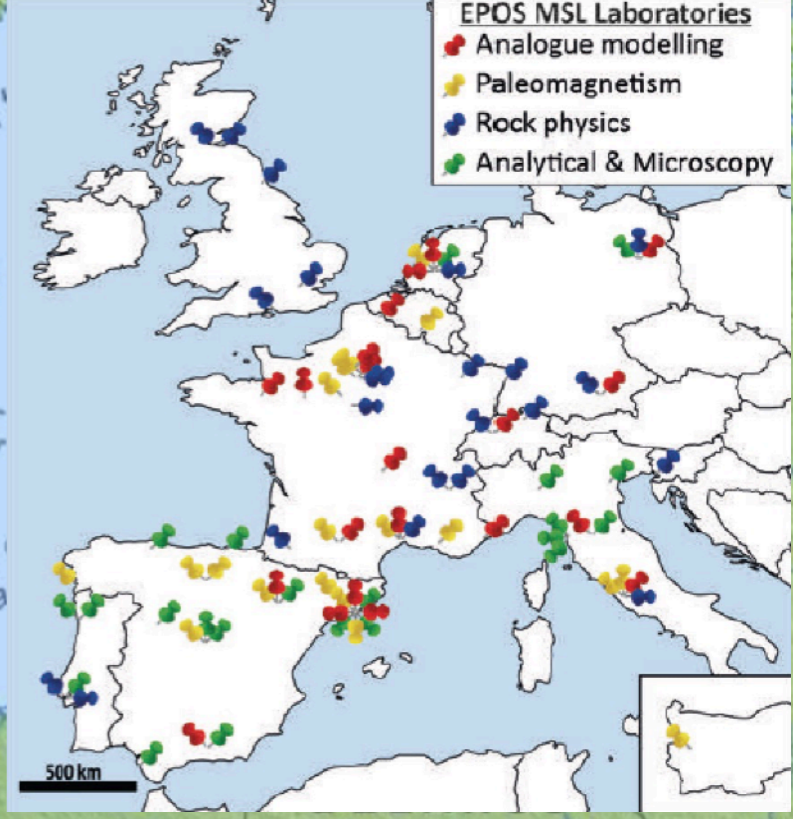 EPOS MSL Laboratories
Analogue modelling
Paleomagnetism
Rock physics
Analytical & Microscopy
500 km